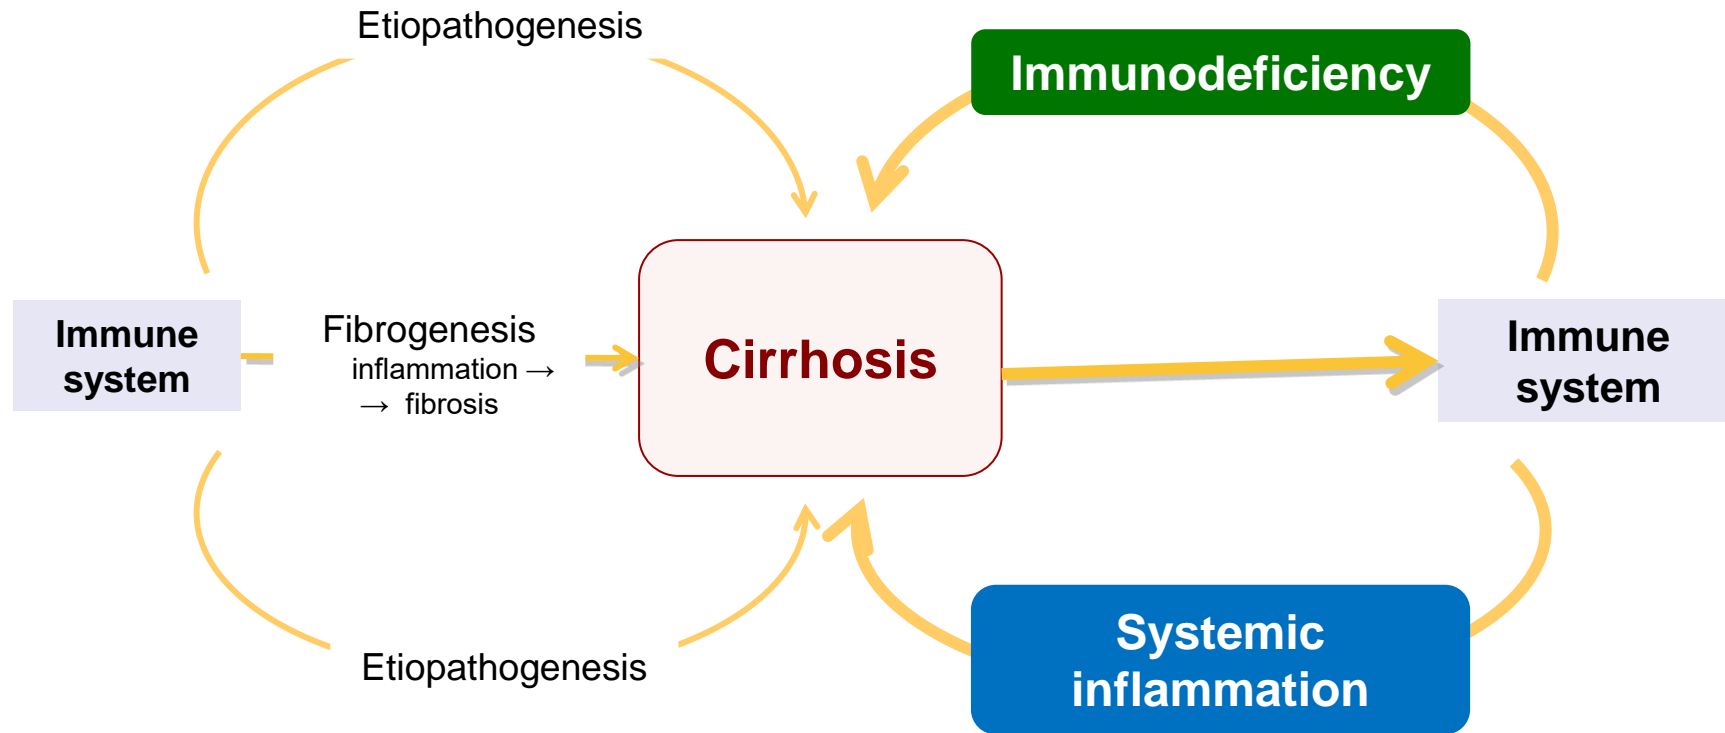 Etiopathogenesis
Immunodeficiency
Immune
system
Fibrogenesis
inflammation →
→ fibrosis
Cirrhosis
Immune
system
Etiopathogenesis
Systemic
inflammation